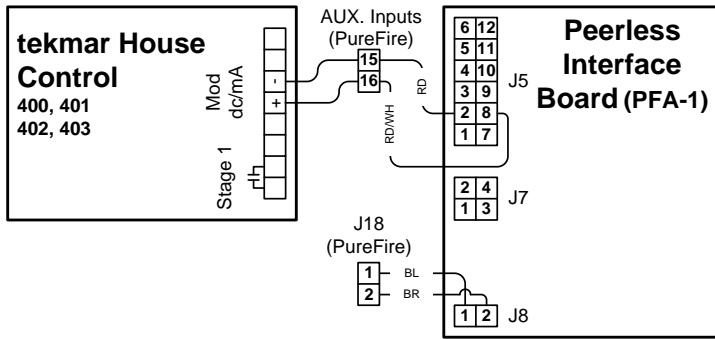 tekmar House
Control
400, 401
402, 403
Mod
dc/mA
-
+
Stage 1
AUX. Inputs
(PureFire)
15
16
RD
RD/WH
J18
(PureFire)
1 BL
2 BR
Peerless
Interface
Board (PFA-1)
6 12
5 11
4 10
3 9
2 8
1 7
J5
2 4
1 3
J7
1 2
J8